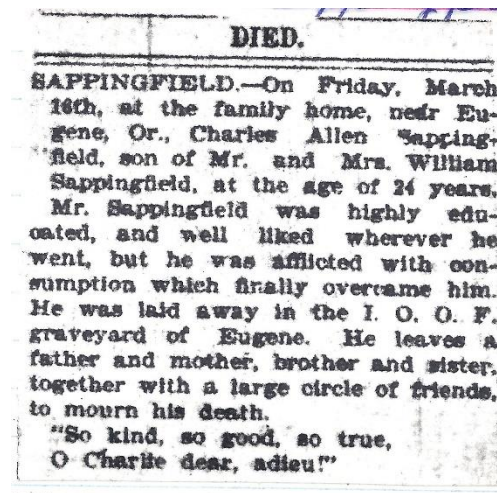 DIED.
SAPPINGFIELD.—On Friday, March
16th, at the family home, near Eu-
gene, Or., Charles Allen Sapping-
field, son of Mr. and Mrs. William
Sappingfield, at the age of 24 years.
Mr. Sappingfield was highly edu-
cated, and well liked wherever he
went, but he was afflicted with con-
sumption which finally overcame him.
He was laid away in the I. O. O. F.
graveyard of Eugene. He leaves a
father and mother, brother and sister,
together with a large circle of friends,
to mourn his death.
"So kind, so good, so true,
O Charlie dear, adieu!"